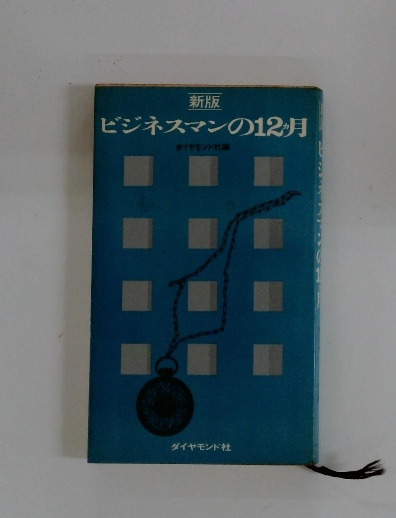 新版
ビジネスマンの12ヵ月
ダイヤモンド社編
ダイヤモンド社